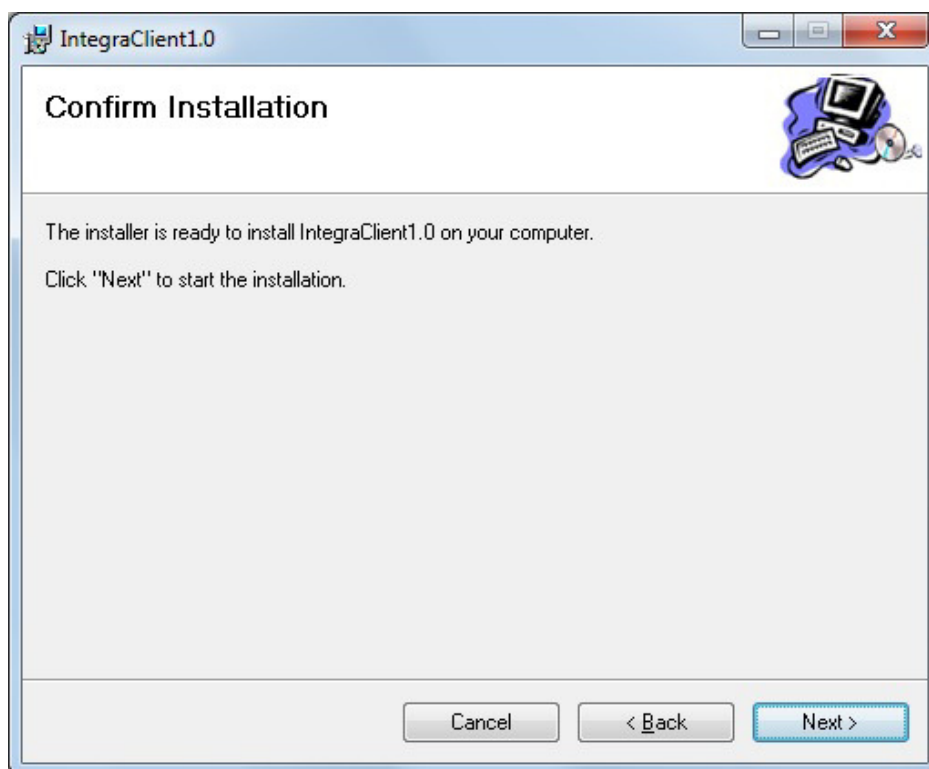 IntegraClient1.0
Confirm Installation
The installer is ready to install IntegraClient1.0 on your computer.
Click "Next" to start the installation.
Cancel
< Back
Next >